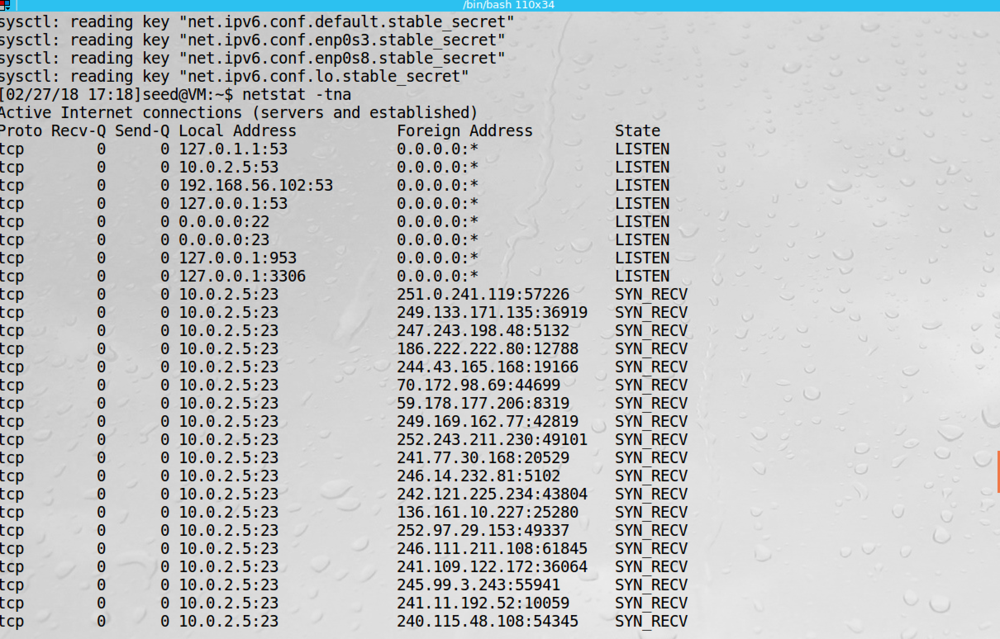 /bin/bash 110x34
sysctl: reading key "net.ipv6.conf.default.stable_secret"
sysctl: reading key "net.ipv6.conf.enp0s3.stable_secret"
sysctl: reading key "net.ipv6.conf.enp0s8.stable_secret"
sysctl: reading key "net.ipv6.conf.lo.stable_secret"
[02/27/18 17:18]seed@VM:~$ netstat -tna
Active Internet connections (servers and established)
Proto Recv-Q Send-Q Local Address           Foreign Address         State
tcp        0      0 127.0.1.1:53            0.0.0.0:*               LISTEN
tcp        0      0 10.0.2.5:53             0.0.0.0:*               LISTEN
tcp        0      0 192.168.56.102:53       0.0.0.0:*               LISTEN
tcp        0      0 127.0.0.1:53            0.0.0.0:*               LISTEN
tcp        0      0 0.0.0.0:22              0.0.0.0:*               LISTEN
tcp        0      0 0.0.0.0:23              0.0.0.0:*               LISTEN
tcp        0      0 127.0.0.1:953           0.0.0.0:*               LISTEN
tcp        0      0 127.0.0.1:3306          0.0.0.0:*               LISTEN
tcp        0      0 10.0.2.5:23             251.0.241.119:57226     SYN_RECV
tcp        0      0 10.0.2.5:23             249.133.171.135:36919   SYN_RECV
tcp        0      0 10.0.2.5:23             247.243.198.48:5132     SYN_RECV
tcp        0      0 10.0.2.5:23             186.222.222.80:12788    SYN_RECV
tcp        0      0 10.0.2.5:23             244.43.165.168:19166    SYN_RECV
tcp        0      0 10.0.2.5:23             70.172.98.69:44699      SYN_RECV
tcp        0      0 10.0.2.5:23             59.178.177.206:8319     SYN_RECV
tcp        0      0 10.0.2.5:23             249.169.162.77:42819    SYN_RECV
tcp        0      0 10.0.2.5:23             252.243.211.230:49101   SYN_RECV
tcp        0      0 10.0.2.5:23             241.77.30.168:20529     SYN_RECV
tcp        0      0 10.0.2.5:23             246.14.232.81:5102      SYN_RECV
tcp        0      0 10.0.2.5:23             242.121.225.234:43804   SYN_RECV
tcp        0      0 10.0.2.5:23             136.161.10.227:25280    SYN_RECV
tcp        0      0 10.0.2.5:23             252.97.29.153:49337     SYN_RECV
tcp        0      0 10.0.2.5:23             246.111.211.108:61845   SYN_RECV
tcp        0      0 10.0.2.5:23             241.109.122.172:36064   SYN_RECV
tcp        0      0 10.0.2.5:23             245.99.3.243:55941      SYN_RECV
tcp        0      0 10.0.2.5:23             241.11.192.52:10059     SYN_RECV
tcp        0      0 10.0.2.5:23             240.115.48.108:54345    SYN_RECV